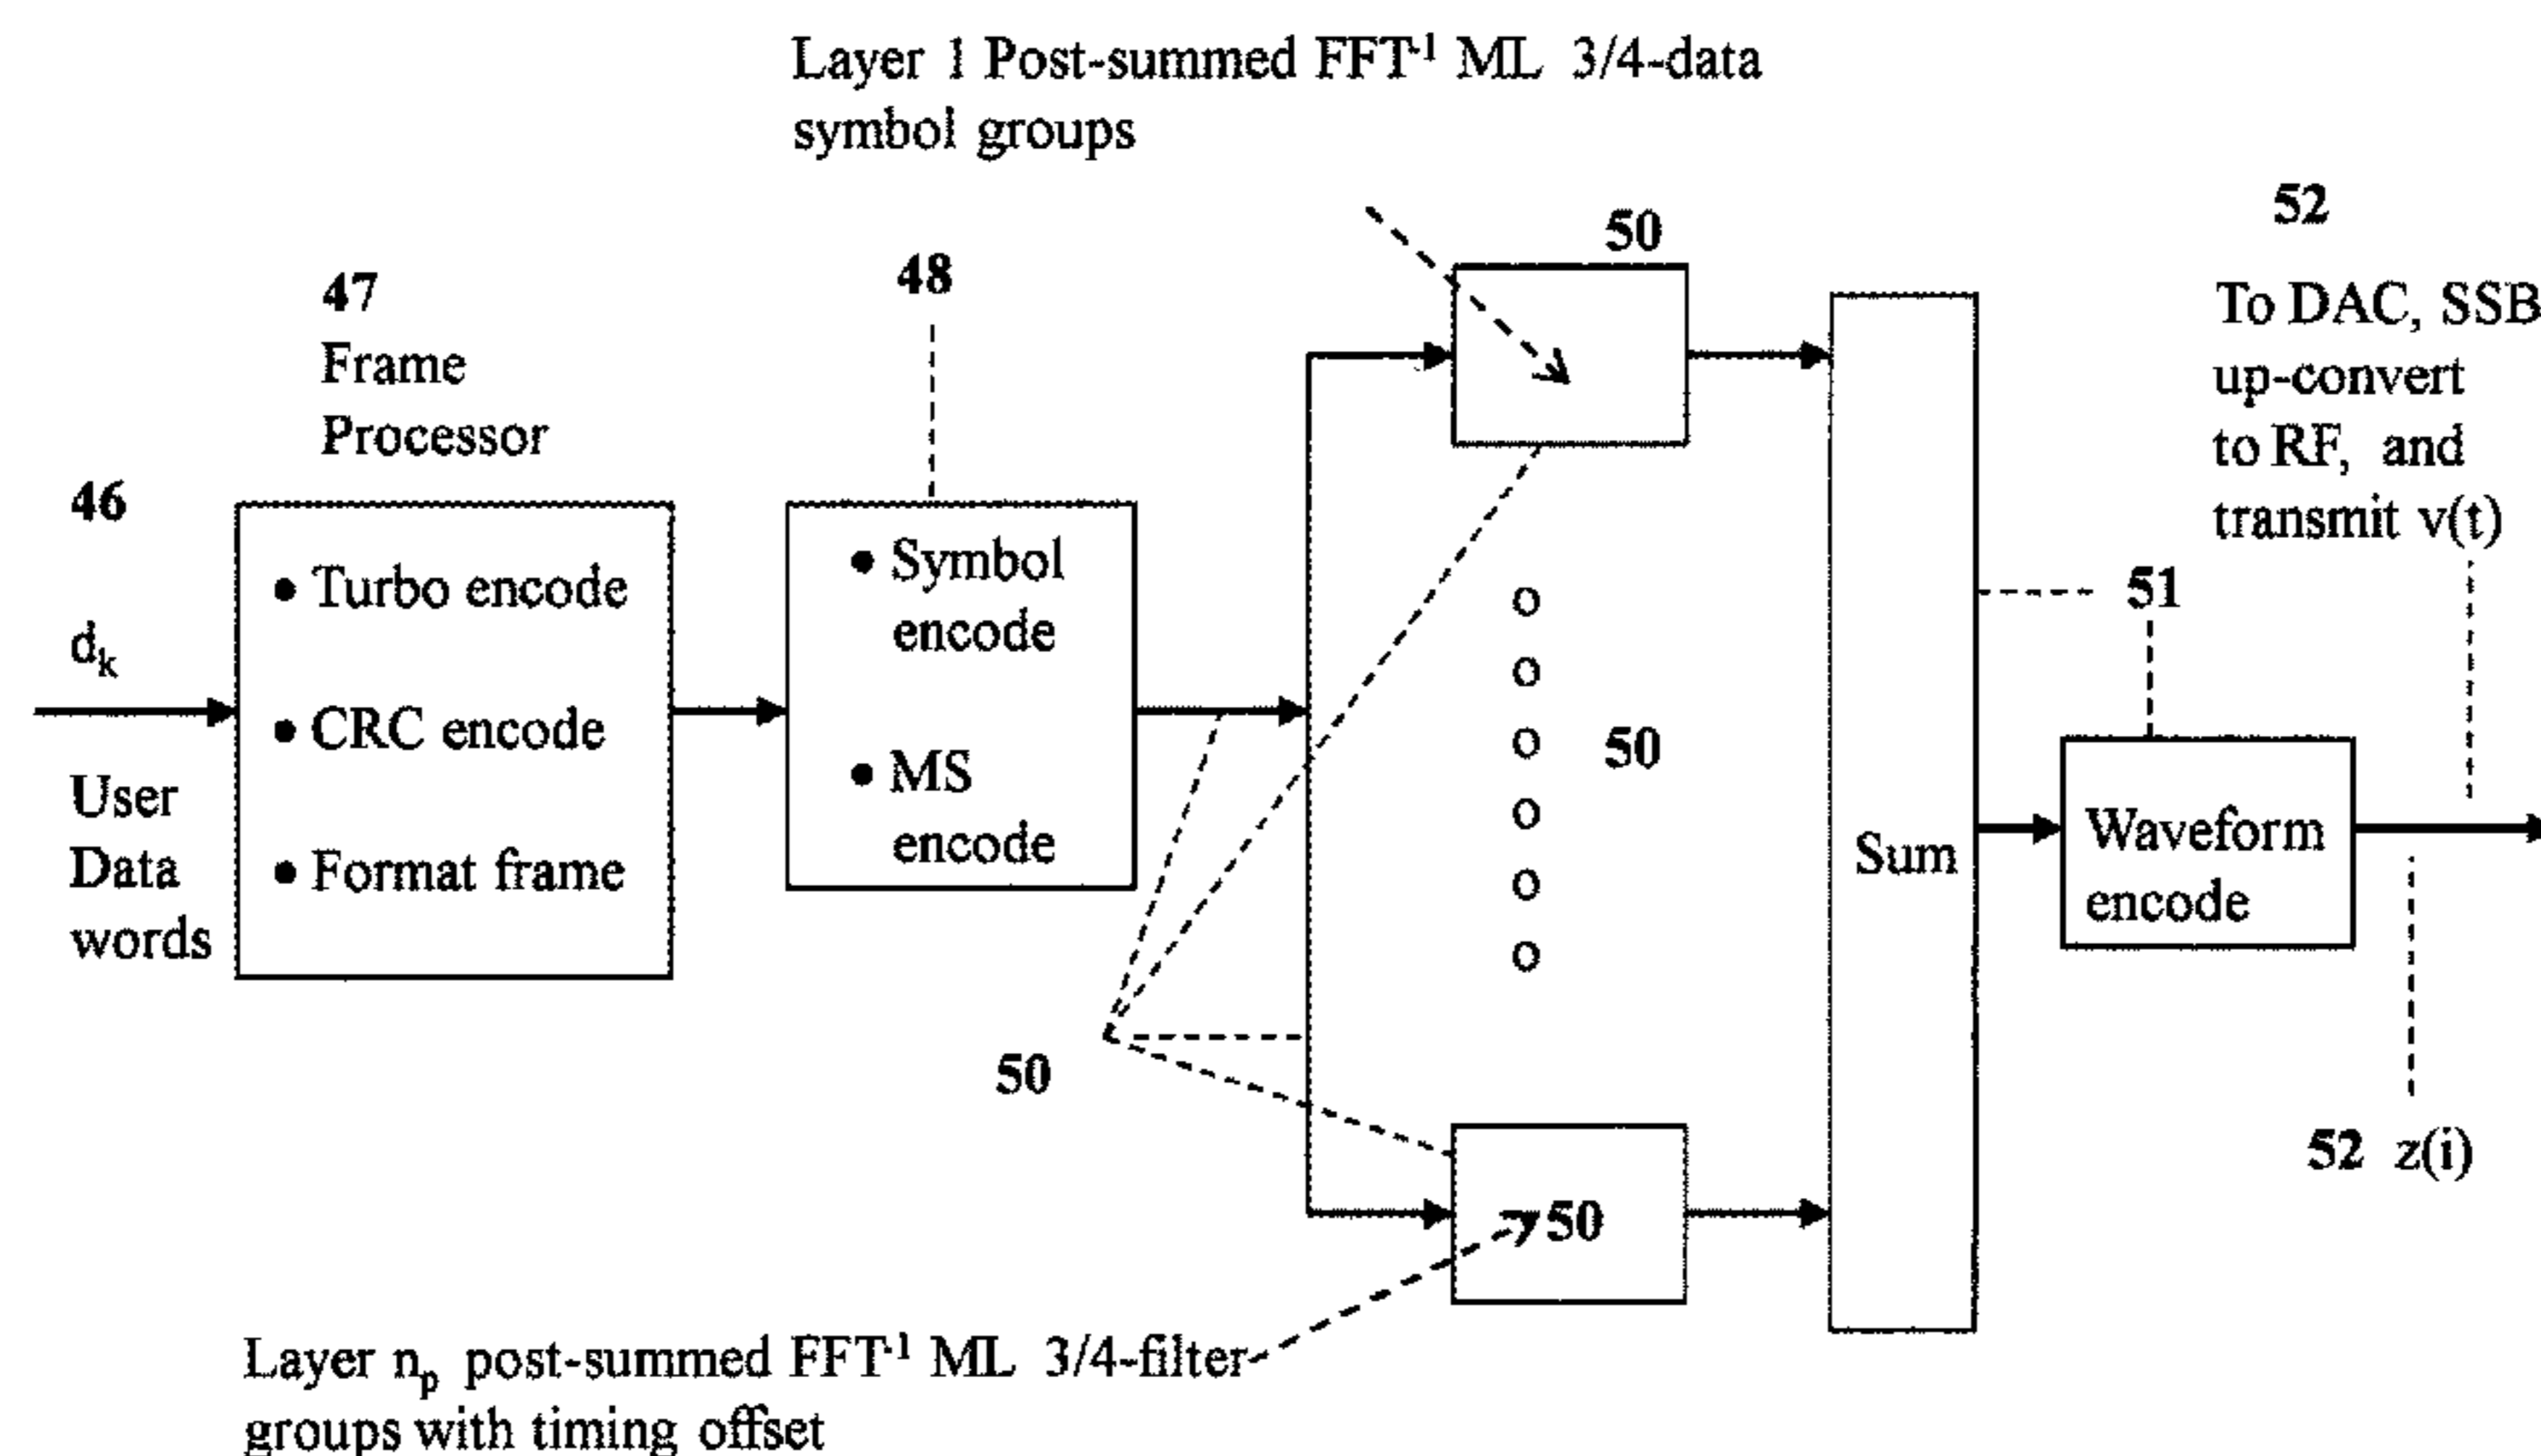 Layer 1 Post-summed FFT⁻¹ ML 3/4-data
symbol groups
52
50
48
47
Frame
Processor
To DAC, SSB
up-convert
to RF, and
transmit v(t)
46
• Turbo encode
• CRC encode
• Format frame
• Symbol
encode
• MS
encode
dₖ
User
Data
words
50
51
Sum
Waveform
encode
50
52 z(i)
50
Layer nₚ post-summed FFT⁻¹ ML 3/4-filter
groups with timing offset